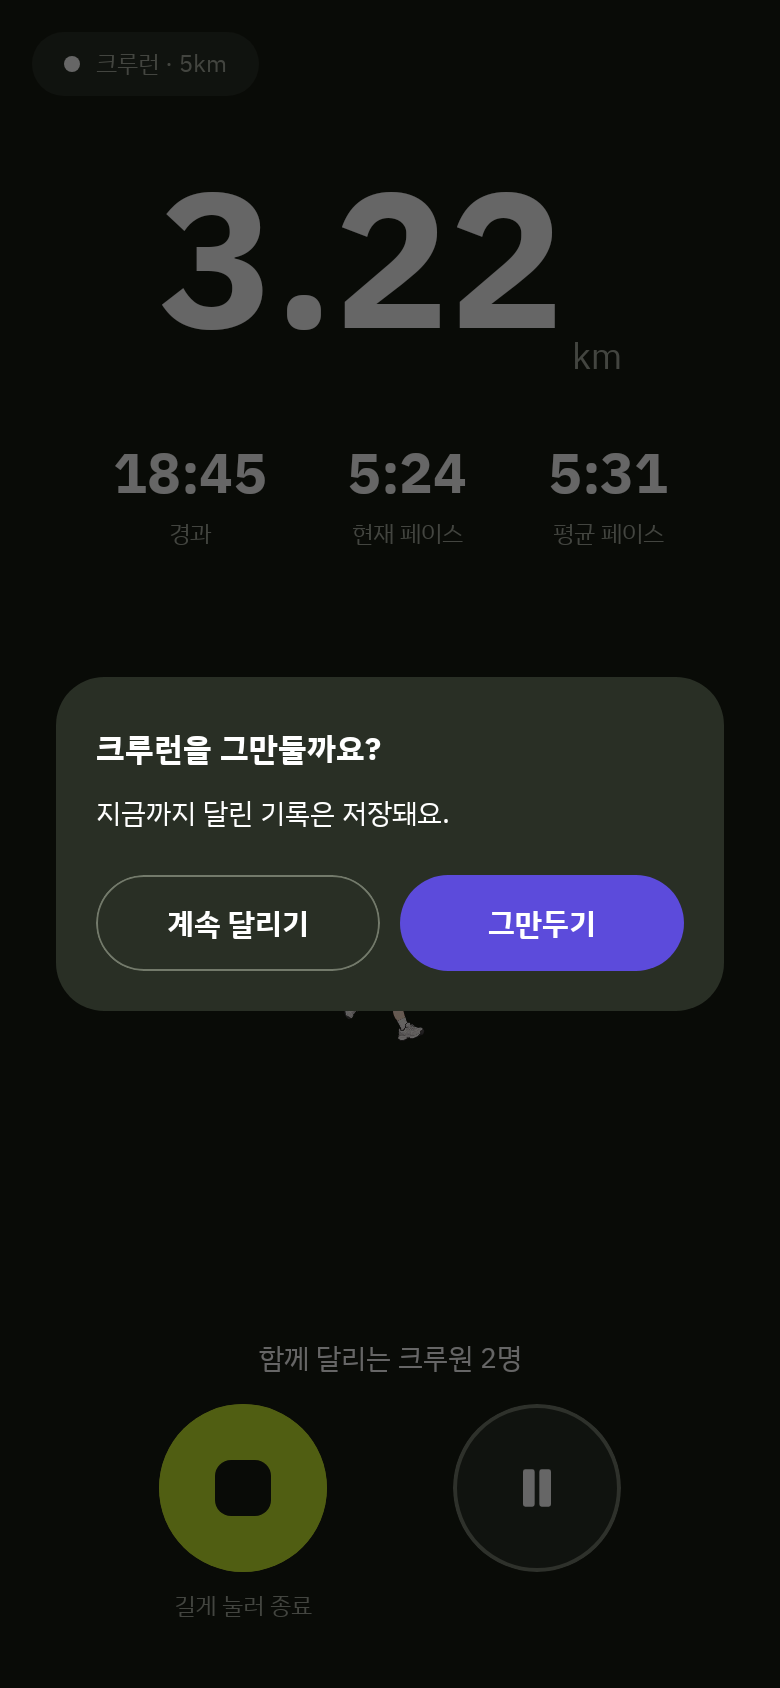 크루런 · 5km
3.22 km
18:45 5:24 5:31
경과 현재 페이스 평균 페이스
크루런을 그만둘까요?
지금까지 달린 기록은 저장돼요.
계속 달리기 그만두기
함께 달리는 크루원 2명
길게 눌러 종료